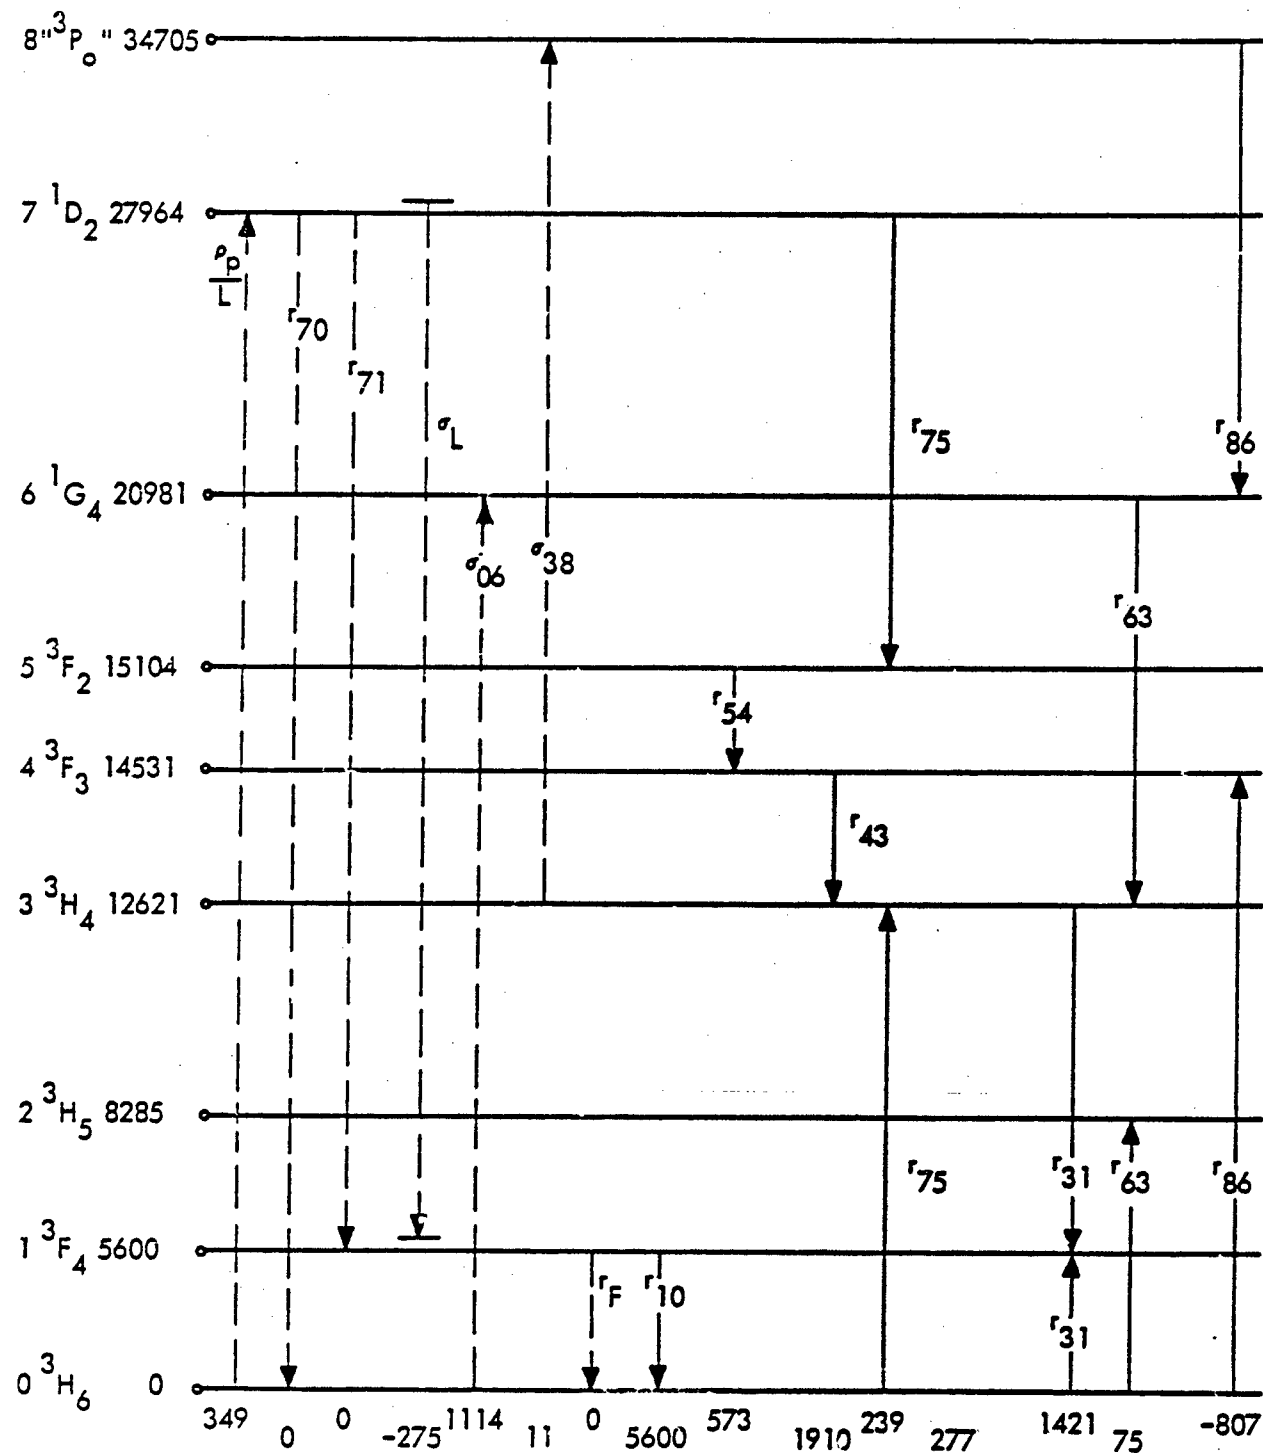 8"³Pₒ" 34705
7 ¹D₂ 27964
ρp
L
r70
r71
σL
r75
r86
6 ¹G₄ 20981
σ06
σ38
r63
5 ³F₂ 15104
r54
4 ³F₃ 14531
r43
3 ³H₄ 12621
2 ³H₅ 8285
r75
r31
r63
r86
1 ³F₄ 5600
rF
r10
r31
0 ³H₆ 0
349 0 1114 0 573 239 1421 -807
0 -275 11 5600 1910 277 75